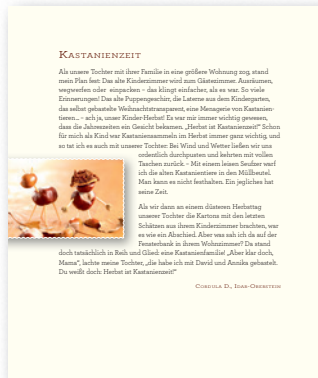 Kastanienzeit
Als unsere Tochter mit ihrer Familie in eine größere Wohnung zog, stand
mein Plan fest: Das alte Kinderzimmer wird zum Gästezimmer. Ausräumen,
wegwerfen oder einpacken – das klingt einfacher, als es war. So viele
Erinnerungen! Das alte Puppengeschirr, die Laterne aus dem Kindergarten,
das selbst gebastelte Weihnachtstransparent, eine Menagerie von Kastanien-
tieren... – ach ja, unser Kinder-Herbst! Es war mir immer wichtig gewesen,
dass die Jahreszeiten ein Gesicht bekamen. „Herbst ist Kastanienzeit!“ Schon
für mich als Kind war Kastaniensammeln im Herbst immer ganz wichtig, und
so tat ich es auch mit unserer Tochter: Bei Wind und Wetter ließen wir uns
ordentlich durchpusten und kehrten mit vollen
Taschen zurück. – Mit einem leisen Seufzer warf
ich die alten Kastanientiere in den Müllbeutel.
Man kann es nicht festhalten. Ein jegliches hat
seine Zeit.
Als wir dann an einem düsteren Herbsttag
unserer Tochter die Kartons mit den letzten
Schätzen aus ihrem Kinderzimmer brachten, war
es wie ein Abschied. Aber was sah ich da auf der
Fensterbank in ihrem Wohnzimmer? Da stand
doch tatsächlich in Reih und Glied: eine Kastanienfamilie! „Aber klar doch,
Mama“, lachte meine Tochter, „die habe ich mit David und Annika gebastelt.
Du weißt doch: Herbst ist Kastanienzeit!“
Cordula D., Idar-Oberstein